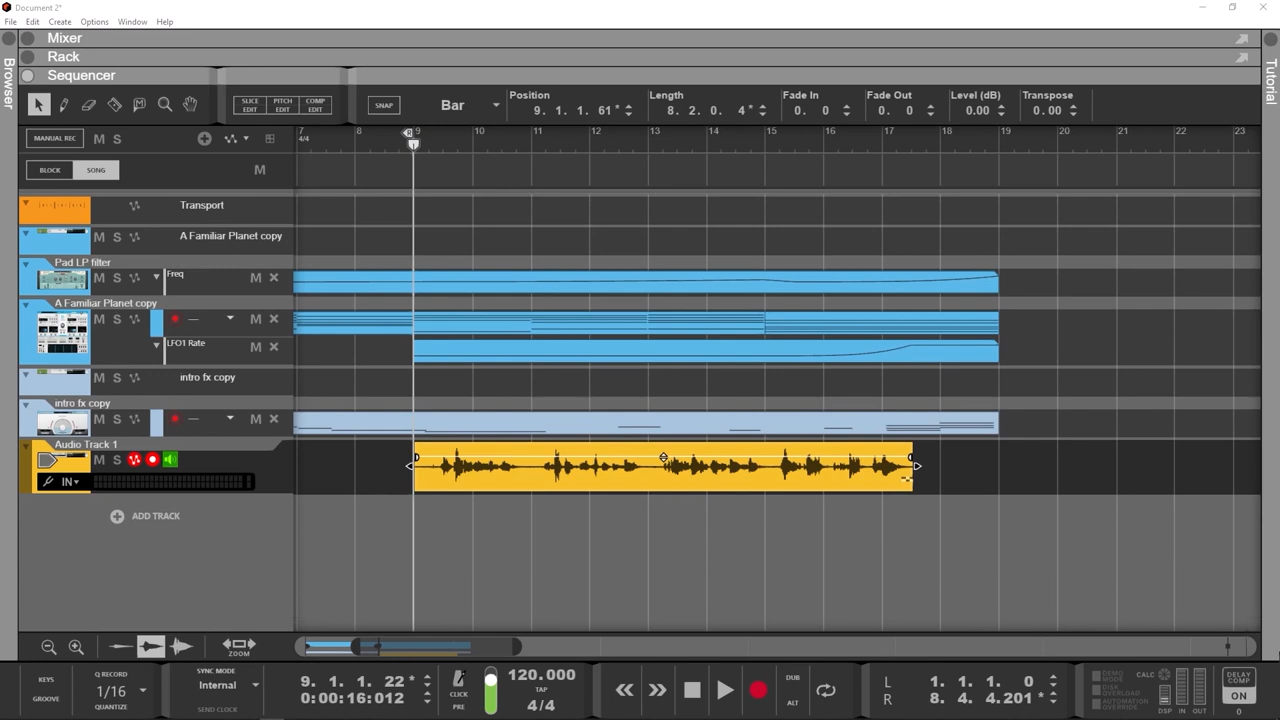 Document 2*
File Edit Create Options Window Help
Mixer
Rack
Sequencer
Browser
Tutorial
SLICE EDIT
PITCH EDIT
COMP EDIT
SNAP
Bar
Position
9. 1. 1. 61*
Length
8. 2. 0. 4*
Fade In
0. 0
Fade Out
0. 0
Level (dB)
0.00
Transpose
0.00
MANUAL REC M S
7 8 9 10 11 12 13 14 15 16 17 18 19 20 21 22 23
4/4
BLOCK SONG M
Transport
M S A Familiar Planet copy
Pad LP filter
M S Freq M
A Familiar Planet copy
M S M
LFO1 Rate M
M S intro fx copy
intro fx copy
M S M
Audio Track 1
M S
IN
ADD TRACK
ZOOM
KEYS
GROOVE
Q RECORD
1/16
QUANTIZE
SYNC MODE
Internal
SEND CLOCK
9. 1. 1. 22 *
0:00:16:012
CLICK
PRE
120.000
TAP
4/4
DUB
ALT
L 1. 1. 1. 0
R 8. 4. 4.201 *
DEMO MODE
DISK OVERLOAD
AUTOMATION OVERRIDE
CALC
DSP IN OUT
DELAY COMP
ON
0